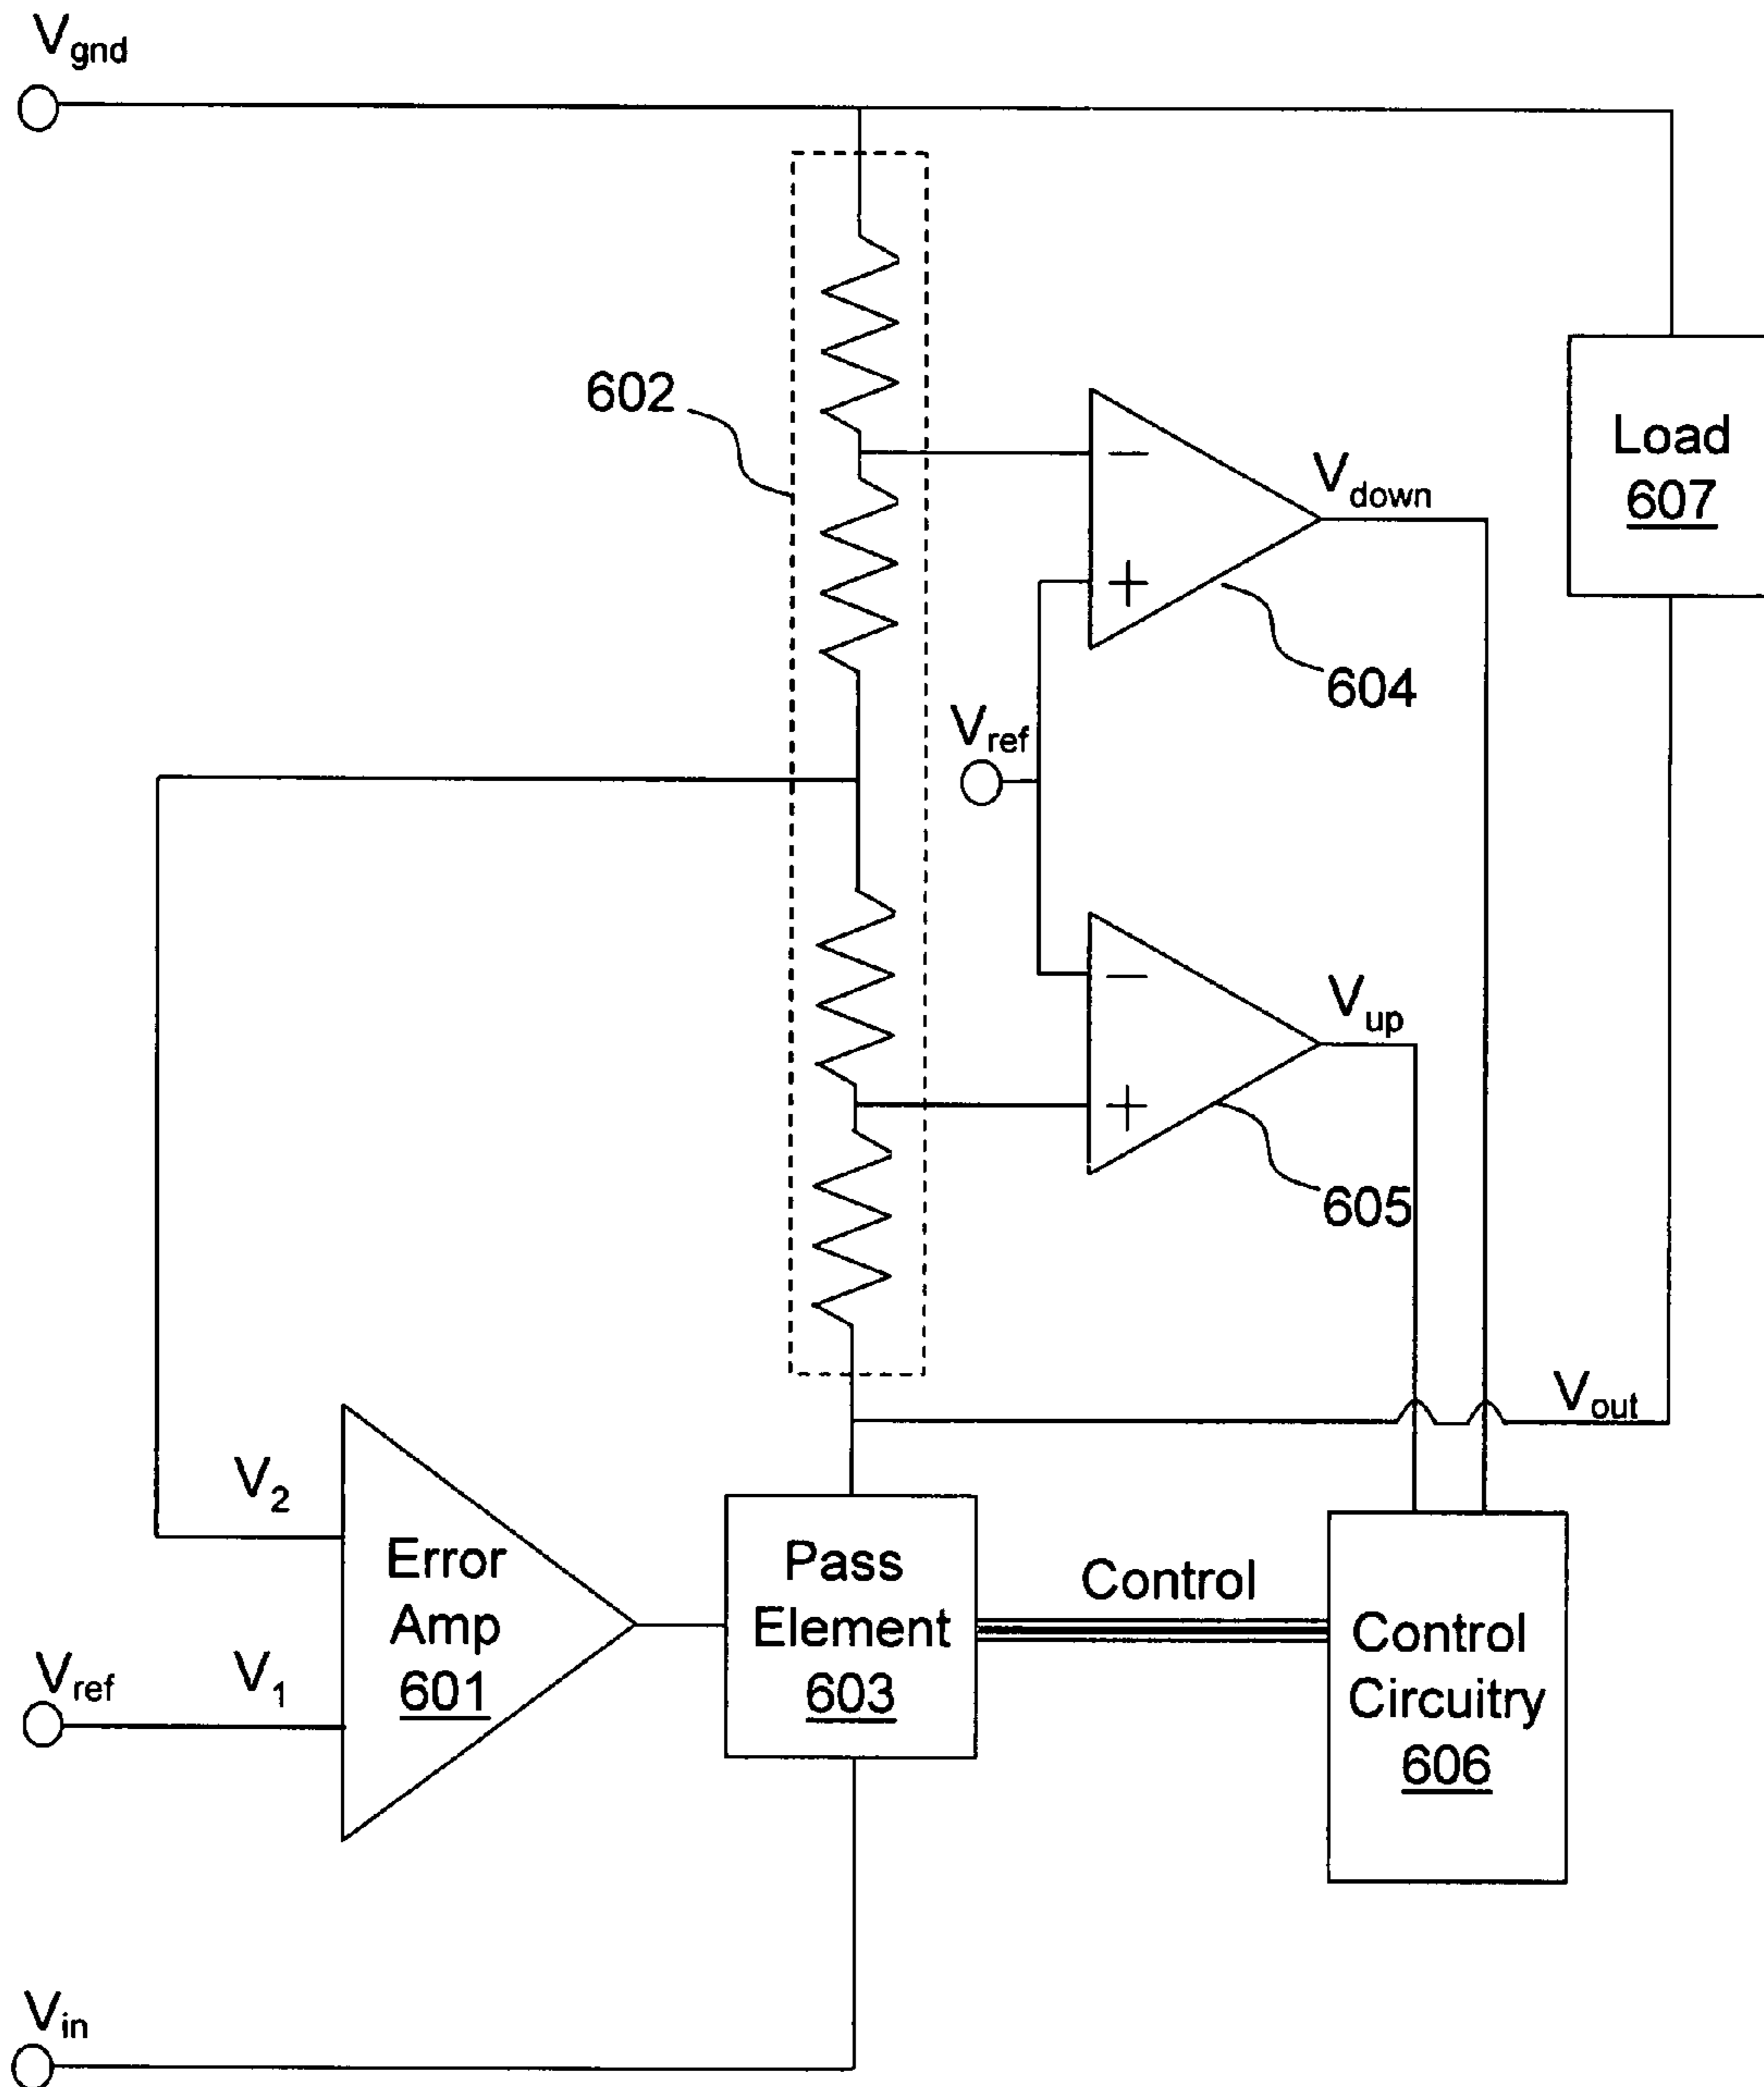 Vgnd
602
−
+
Vdown
604
Load
607
Vref
−
+
Vup
605
Vout
V2
Error
Amp
601
V1
Vref
Pass
Element
603
Control
Control
Circuitry
606
Vin